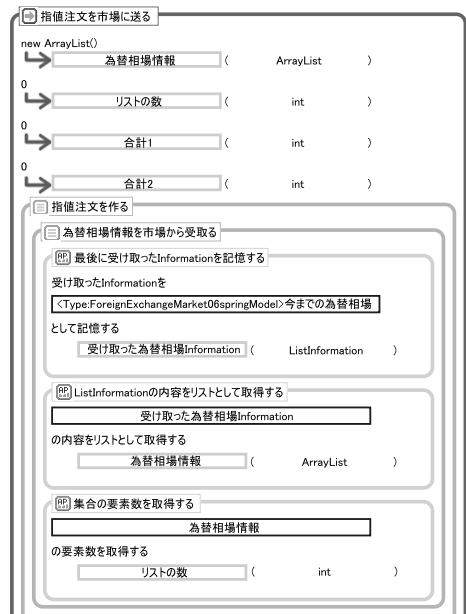 指値注文を市場に送る
new ArrayList()
為替相場情報 ( ArrayList )
0
リストの数 ( int )
0
合計1 ( int )
0
合計2 ( int )
指値注文を作る
為替相場情報を市場から受取る
最後に受け取ったInformationを記憶する
受け取ったInformationを
<Type:ForeignExchangeMarket06springModel>今までの為替相場
として記憶する
受け取った為替相場Information ( ListInformation )
ListInformationの内容をリストとして取得する
受け取った為替相場Information
の内容をリストとして取得する
為替相場情報 ( ArrayList )
集合の要素数を取得する
為替相場情報
の要素数を取得する
リストの数 ( int )